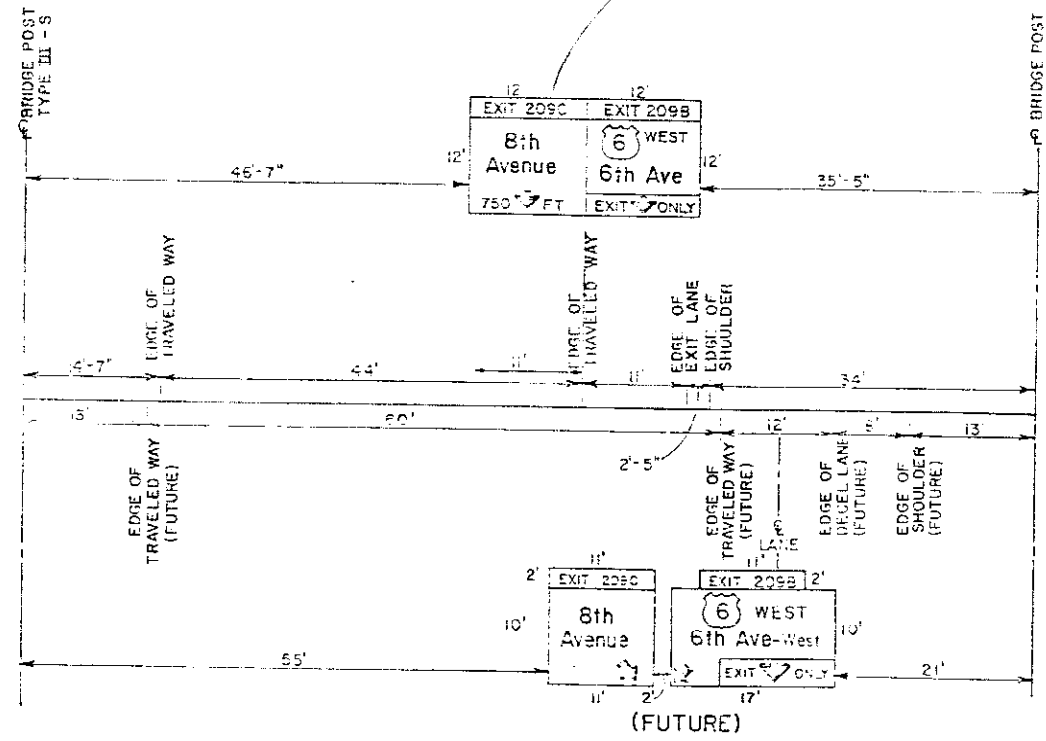 BRIDGE POST
TYPE III - S
BRIDGE POST
12' 12'
EXIT 209C EXIT 209B
8th
Avenue
6 WEST
6th Ave
12' 12'
750 FT EXIT ONLY
46'-7" 35'-5"
EDGE OF
TRAVELED WAY
EDGE OF
TRAVELED WAY
EDGE OF
EXIT LANE
EDGE OF
SHOULDER
44' 11' 11' 34'
60' 12' 13'
2'-5"
EDGE OF
TRAVELED WAY
(FUTURE)
EDGE OF
TRAVELED WAY
(FUTURE)
EDGE OF
DECEL LANE
(FUTURE)
EDGE OF
SHOULDER
(FUTURE)
LANE
11' 11'
2' EXIT 209C EXIT 209B 2'
8th
Avenue
6 WEST
6th Ave-West
10' 10'
EXIT ONLY
21'
11' 2' 17'
(FUTURE)